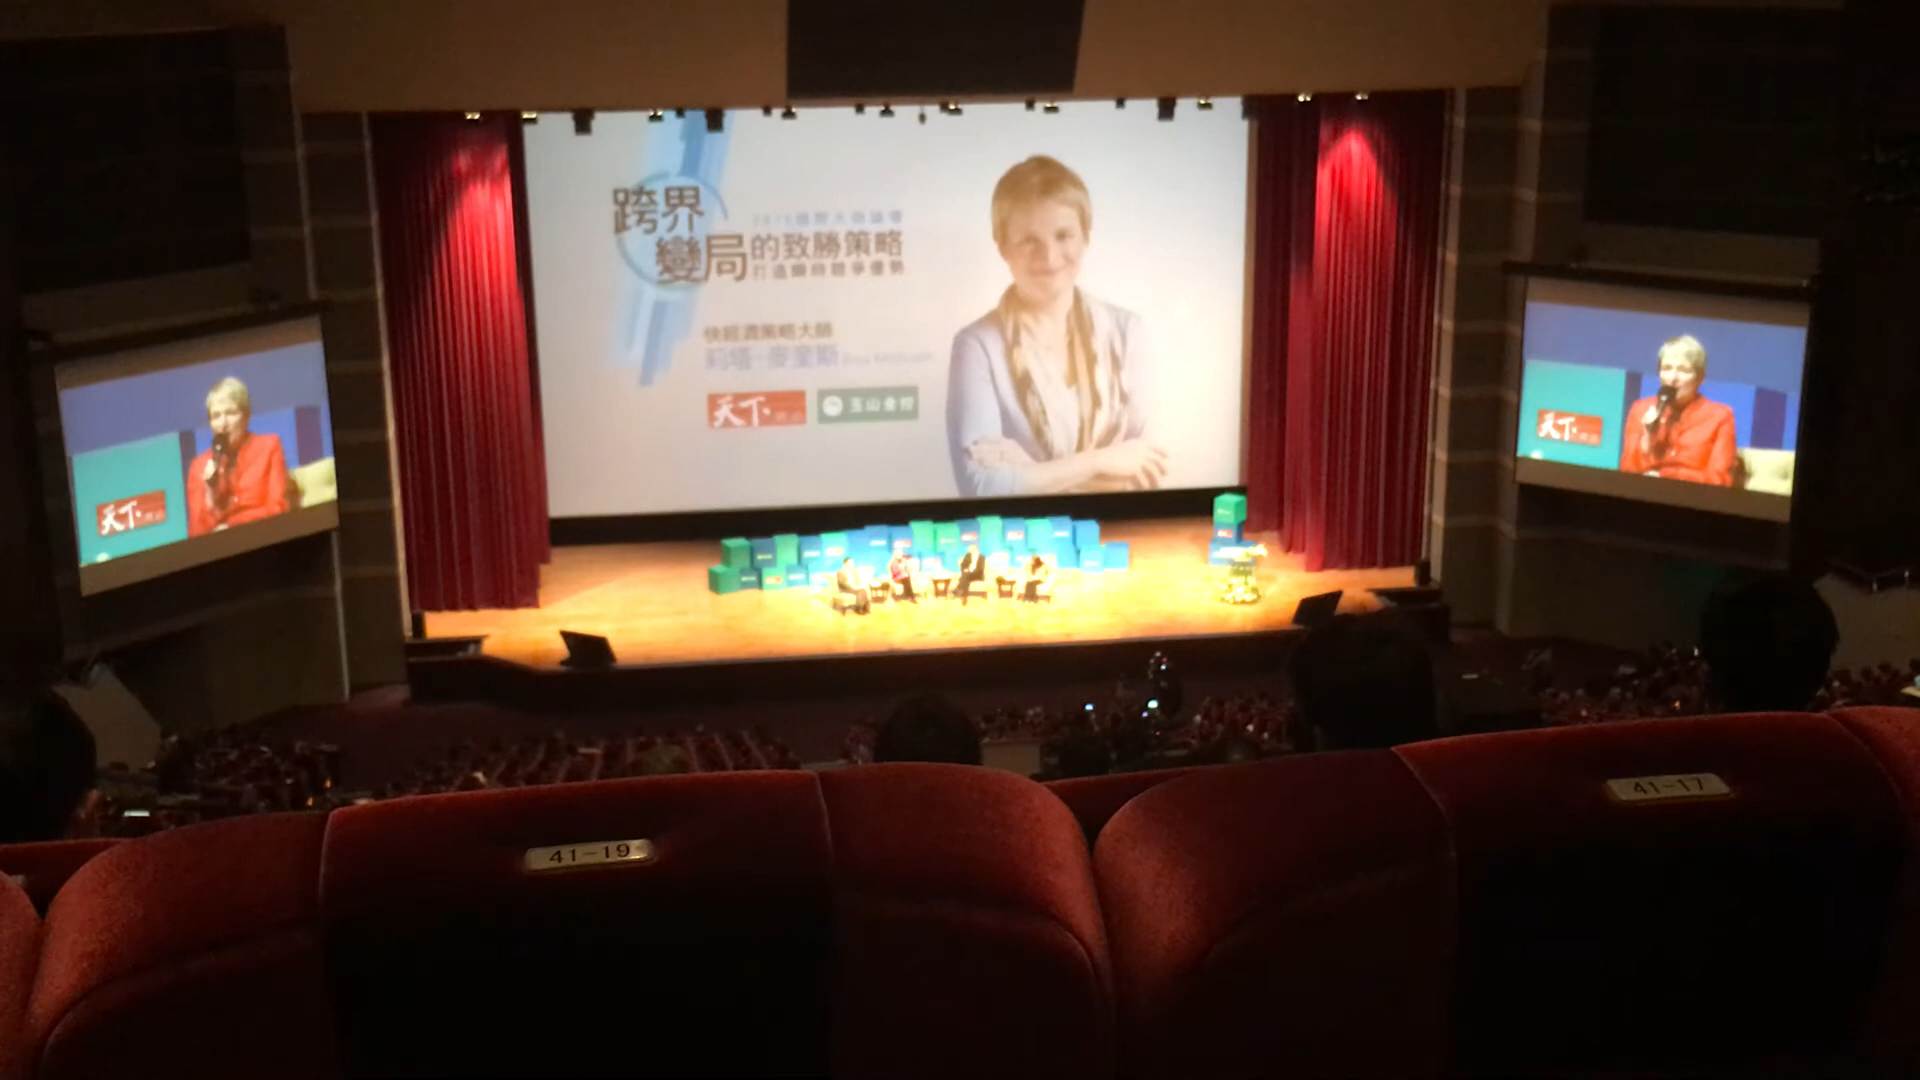 跨界
變局的致勝策略
打造瞬時競爭優勢
快經濟策略大師
莉塔·麥奎斯
天下
玉山金控
天下
天下
41-19
41-17